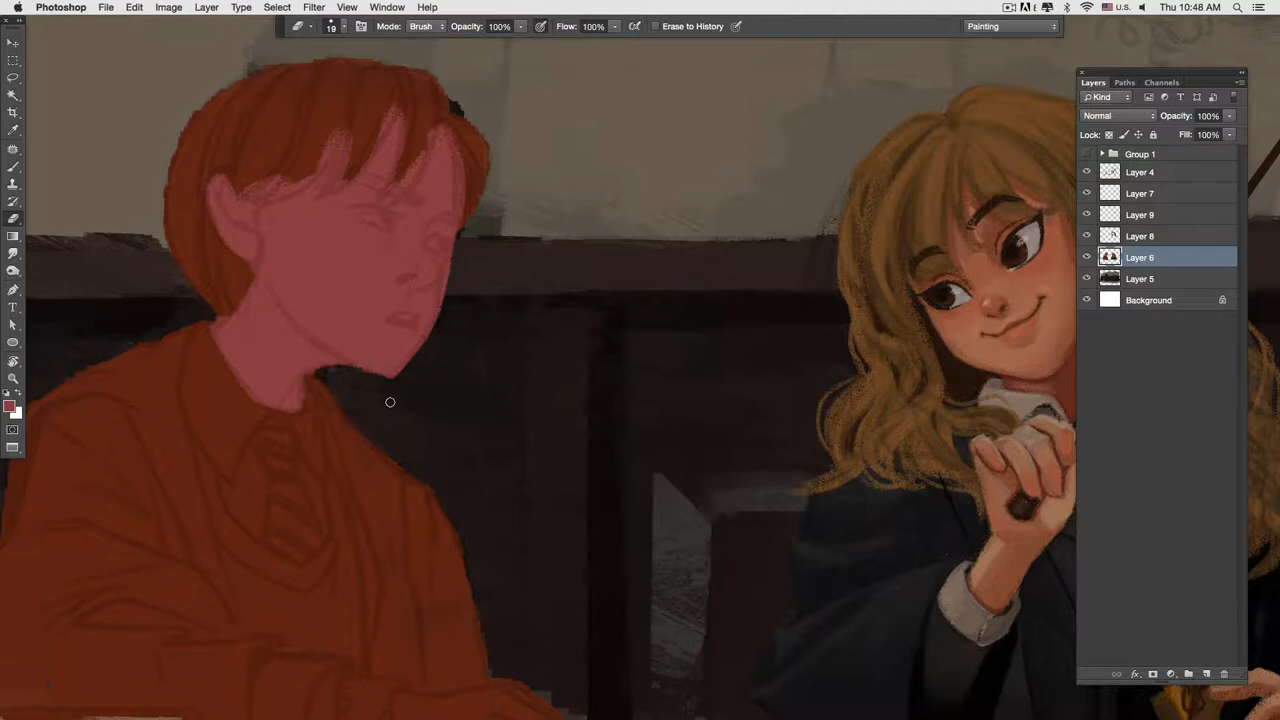 Photoshop File Edit Image Layer Type Select Filter View Window Help U.S. Thu 10:48 AM
19 Mode: Brush Opacity: 100% Flow: 100% Erase to History Painting
Layers Paths Channels
Kind
Normal Opacity: 100%
Lock: Fill: 100%
Group 1
Layer 4
Layer 7
Layer 9
Layer 8
Layer 6
Layer 5
Background
fx